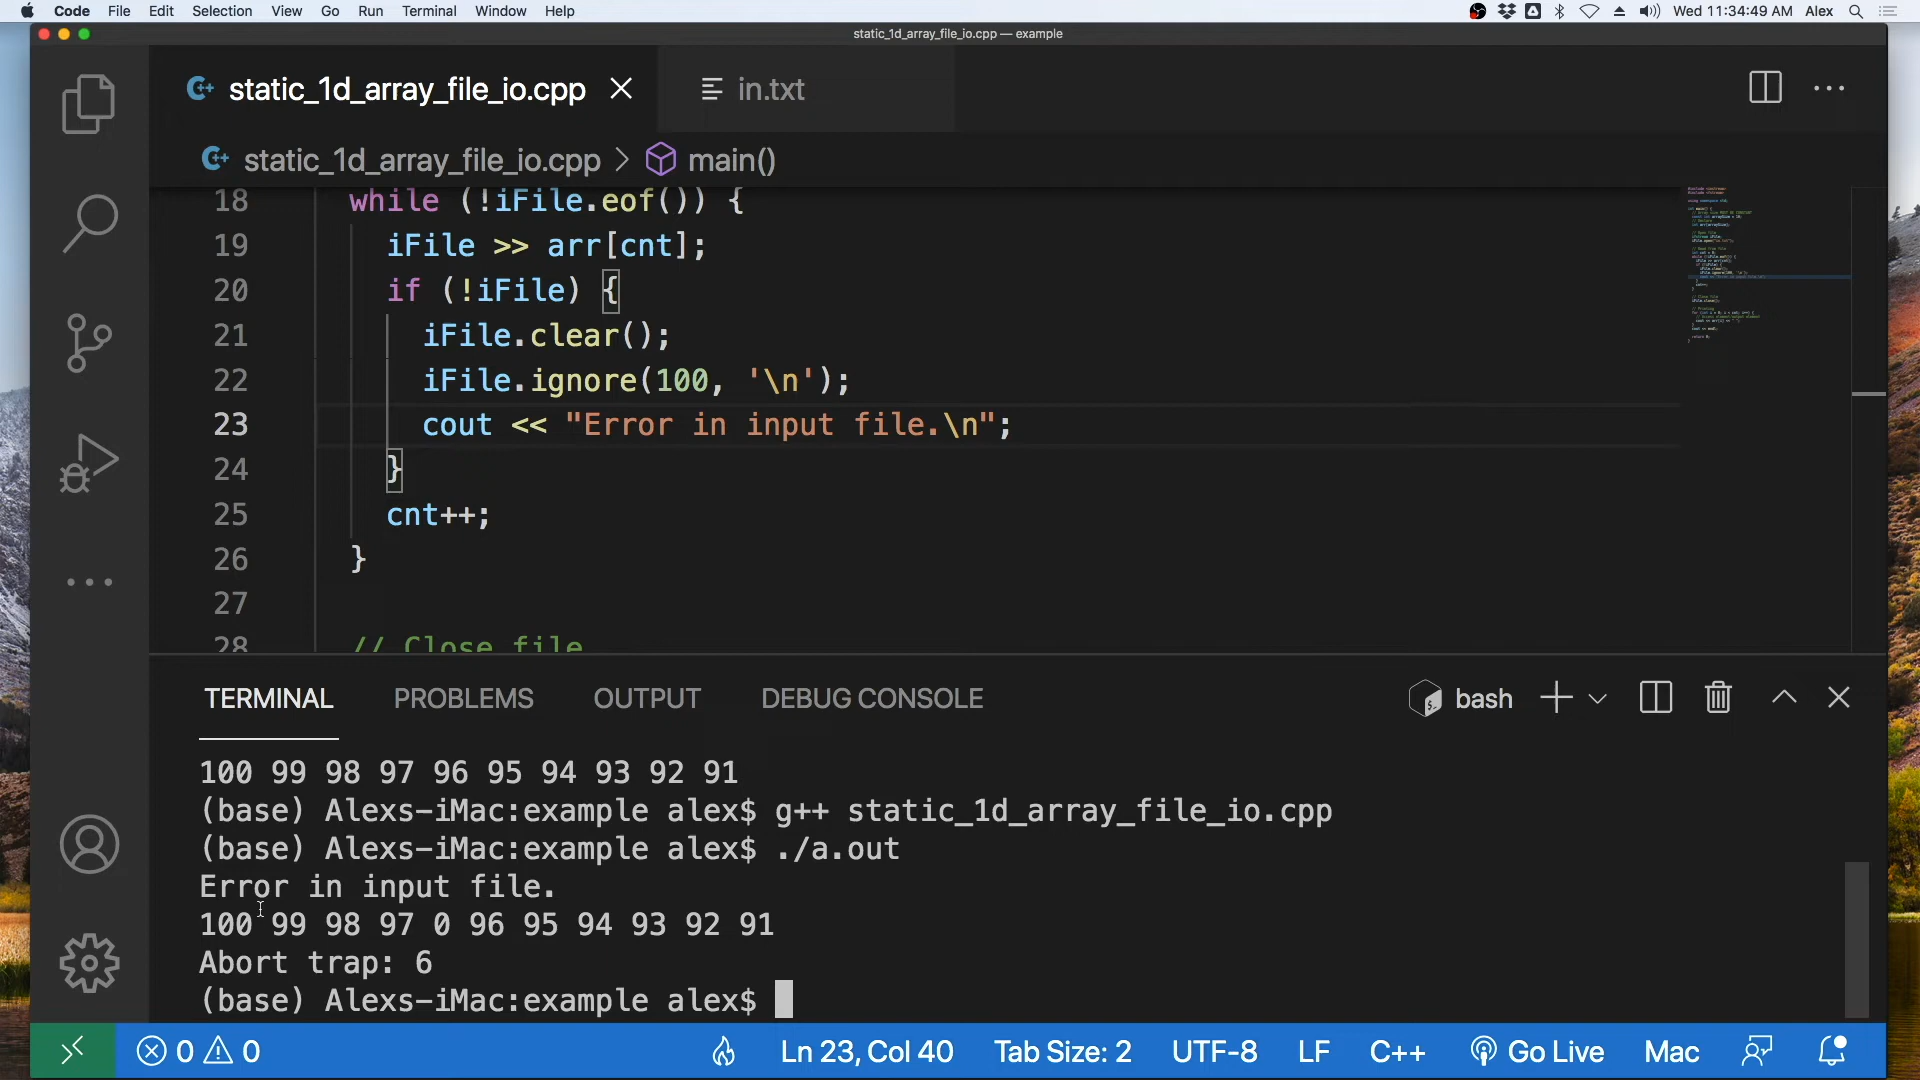 Code File Edit Selection View Go Run Terminal Window Help Wed 11:34:49 AM Alex
static_1d_array_file_io.cpp — example
static_1d_array_file_io.cpp in.txt
static_1d_array_file_io.cpp > main()
18 while (!iFile.eof()) {
19 iFile >> arr[cnt];
20 if (!iFile) {
21 iFile.clear();
22 iFile.ignore(100, '\n');
23 cout << "Error in input file.\n";
24 }
25 cnt++;
26 }
27
28 // Close file
TERMINAL PROBLEMS OUTPUT DEBUG CONSOLE bash
100 99 98 97 96 95 94 93 92 91
(base) Alexs-iMac:example alex$ g++ static_1d_array_file_io.cpp
(base) Alexs-iMac:example alex$ ./a.out
Error in input file.
100 99 98 97 0 96 95 94 93 92 91
Abort trap: 6
(base) Alexs-iMac:example alex$
0 0 Ln 23, Col 40 Tab Size: 2 UTF-8 LF C++ Go Live Mac